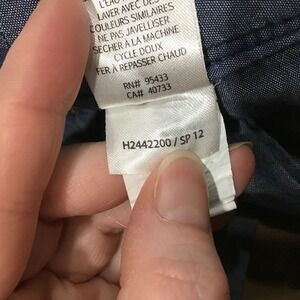 L'EAU
LAVER AVEC DES
COULEURS SIMILAIRES
NE PAS JAVELLISER
SECHER A LA MACHINE
CYCLE DOUX
FER À REPASSER CHAUD
RN# 95433
CA# 40733
H2442200 / SP 12